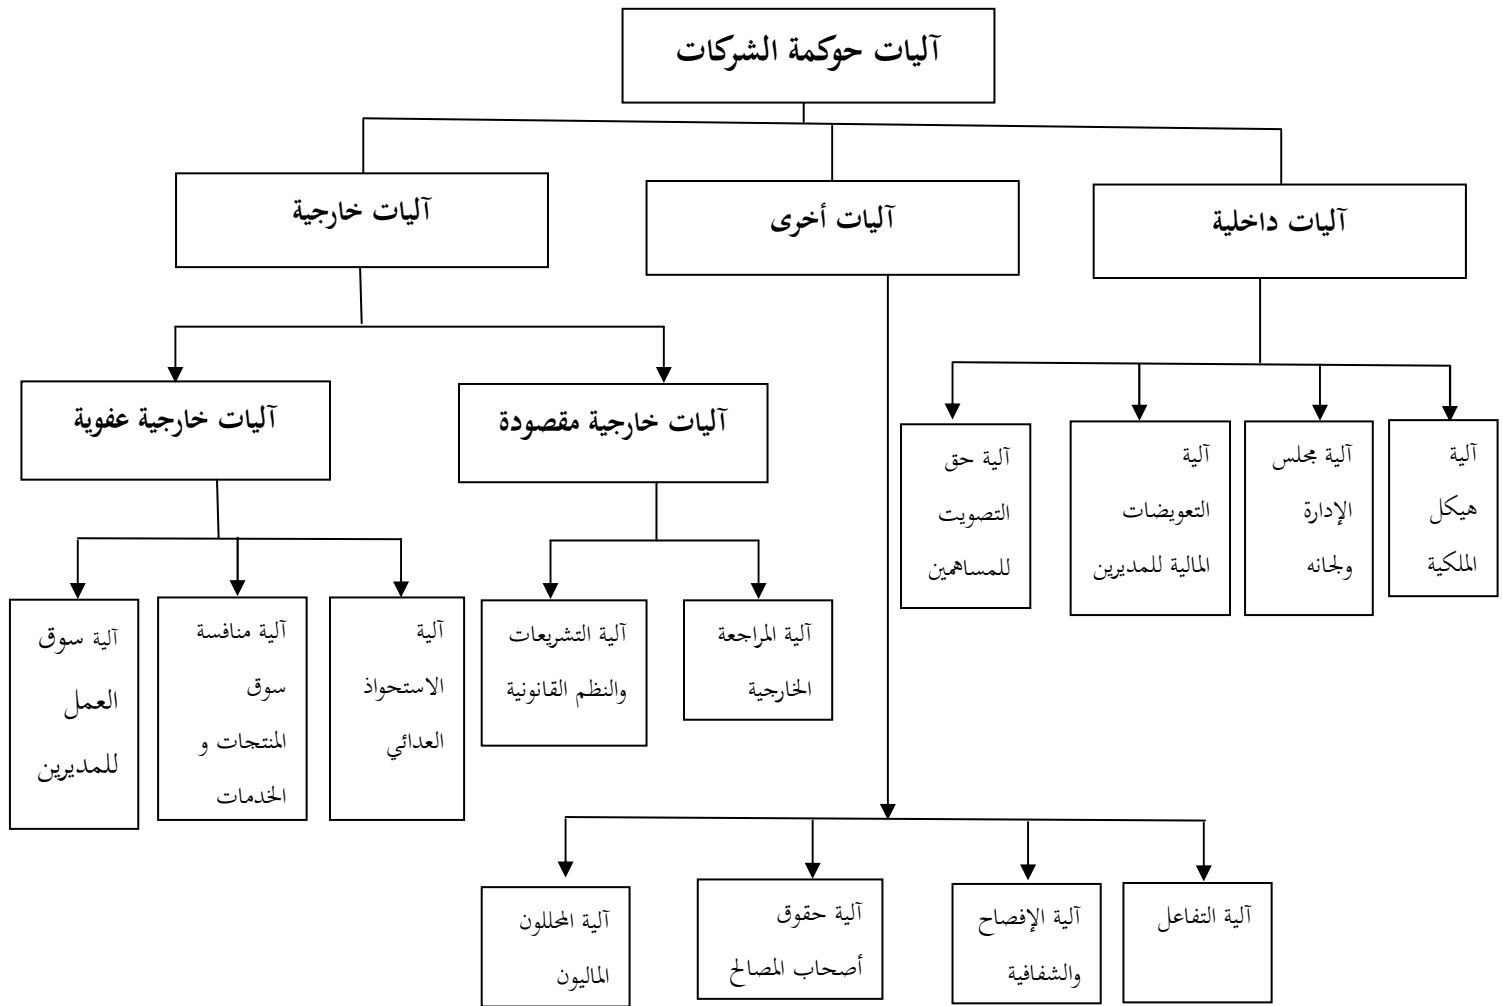 آليات حوكمة الشركات
آليات داخلية
آليات أخرى
آليات خارجية
آليات خارجية مقصودة
آليات خارجية عفوية
آلية
هيكل
الملكية
آلية مجلس
الإدارة
ولجانه
آلية
التعويضات
المالية للمديرين
آلية حق
التصويت
للمساهمين
آلية المراجعة
الخارجية
آلية التشريعات
والنظم القانونية
آلية
الاستحواذ
العدائي
آلية منافسة
سوق
المنتجات و
الخدمات
آلية سوق
العمل
للمديرين
آلية التفاعل
آلية الإفصاح
والشفافية
آلية حقوق
أصحاب المصالح
آلية المحللون
الماليون